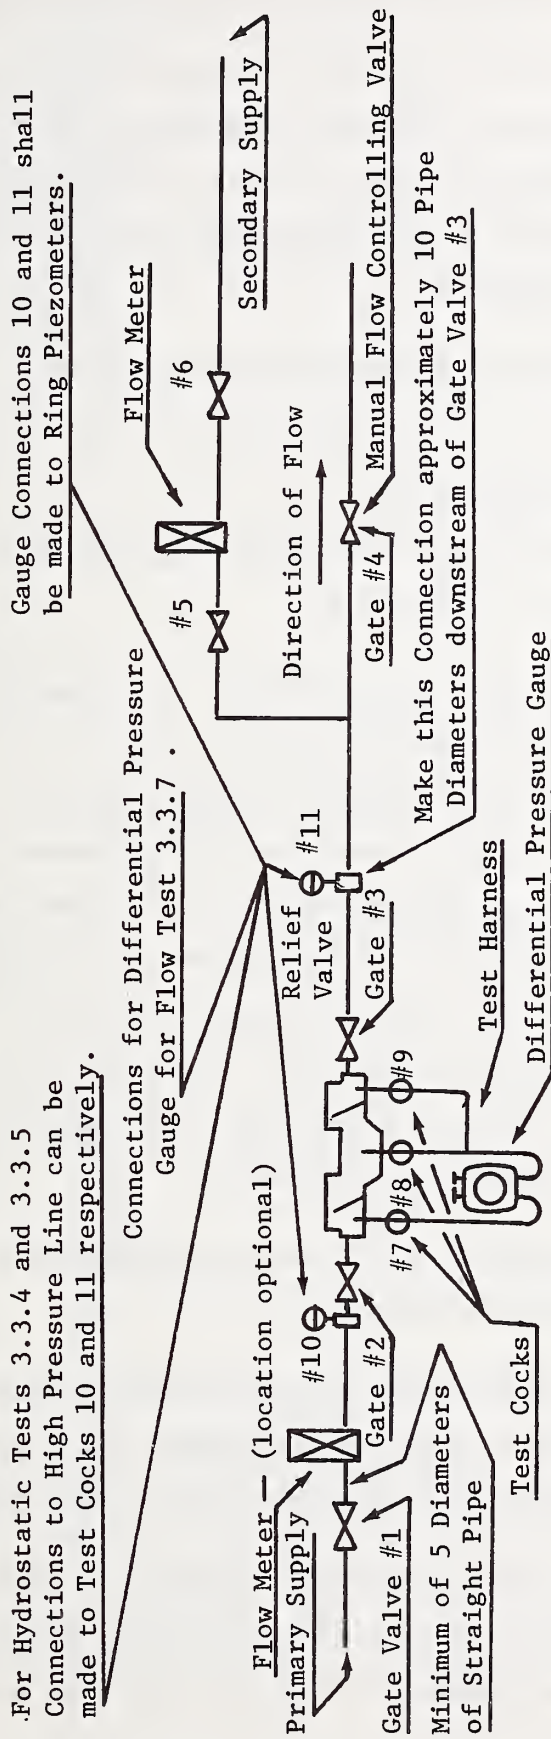 .For Hydrostatic Tests 3.3.4 and 3.3.5
Connections to High Pressure Line can be
made to Test Cocks 10 and 11 respectively.
Gauge Connections 10 and 11 shall
be made to Ring Piezometers.
Connections for Differential Pressure
Gauge for Flow Test 3.3.7 .
Flow Meter
#5
#6
Secondary Supply
Flow Meter — (location optional)
Primary Supply
#10
Relief
Valve
#11
Direction of Flow
Gate Valve #1
Gate #2
Gate #3
Gate #4
Manual Flow Controlling Valve
Minimum of 5 Diameters
of Straight Pipe
#7
#8
#9
Make this Connection approximately 10 Pipe
Diameters downstream of Gate Valve #3
Test Cocks
Test Harness
Differential Pressure Gauge